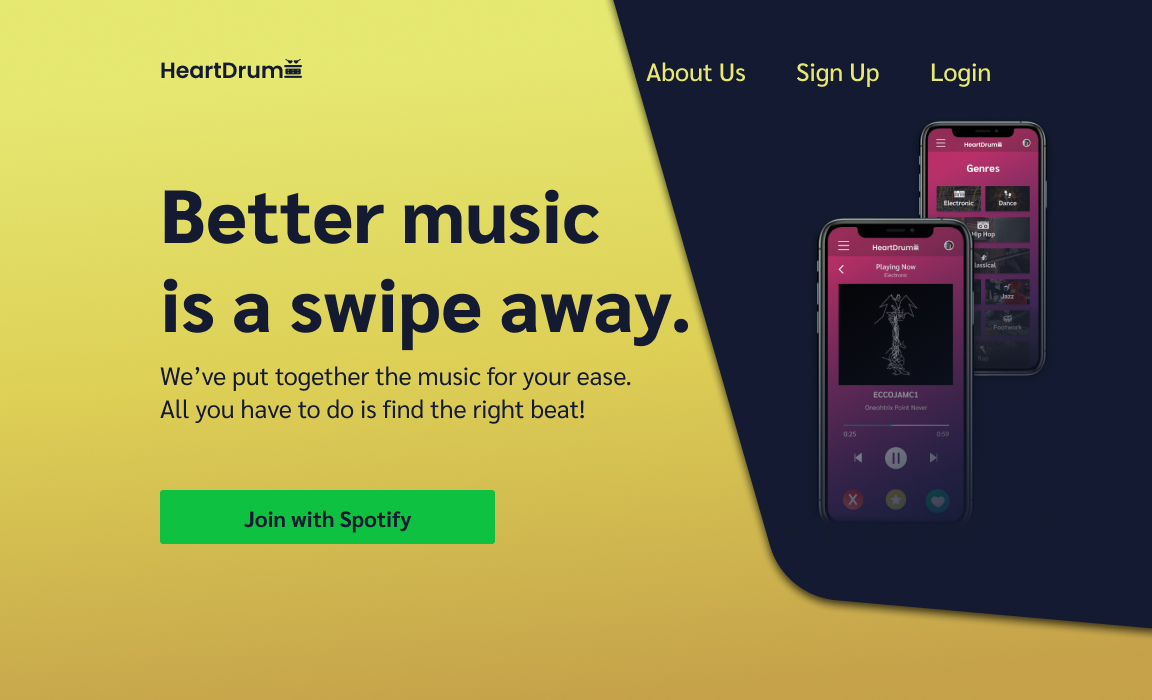 HeartDrum
About Us
Sign Up
Login
Better music
is a swipe away.
We’ve put together the music for your ease.
All you have to do is find the right beat!
Join with Spotify
HeartDrum
Genres
Electronic
Dance
Hip Hop
lassical
Jazz
Footwork
Rap
HeartDrum
Playing Now
Electronic
ECCOJAMC1
Oneohtrix Point Never
0:25
0:59